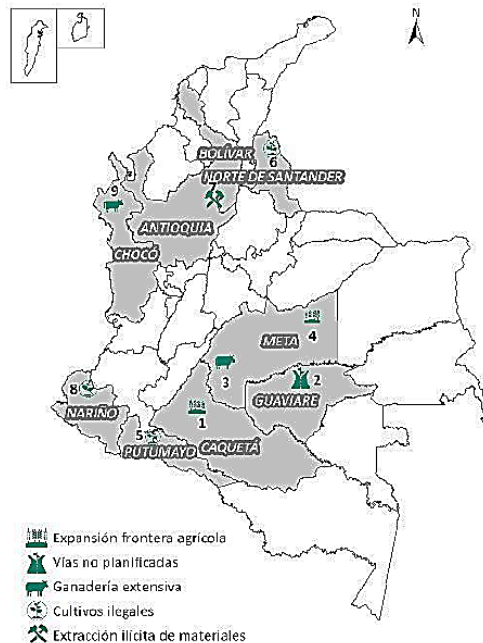 N
BOLÍVAR
6
NORTE DE SANTANDER
9
7
ANTIOQUIA
CHOCÓ
META
4
3
2
GUAVIARE
8
NARIÑO
1
5
PUTUMAYO
CAQUETÁ
Expansión frontera agrícola
Vías no planificadas
Ganadería extensiva
Cultivos ilegales
Extracción ilícita de materiales